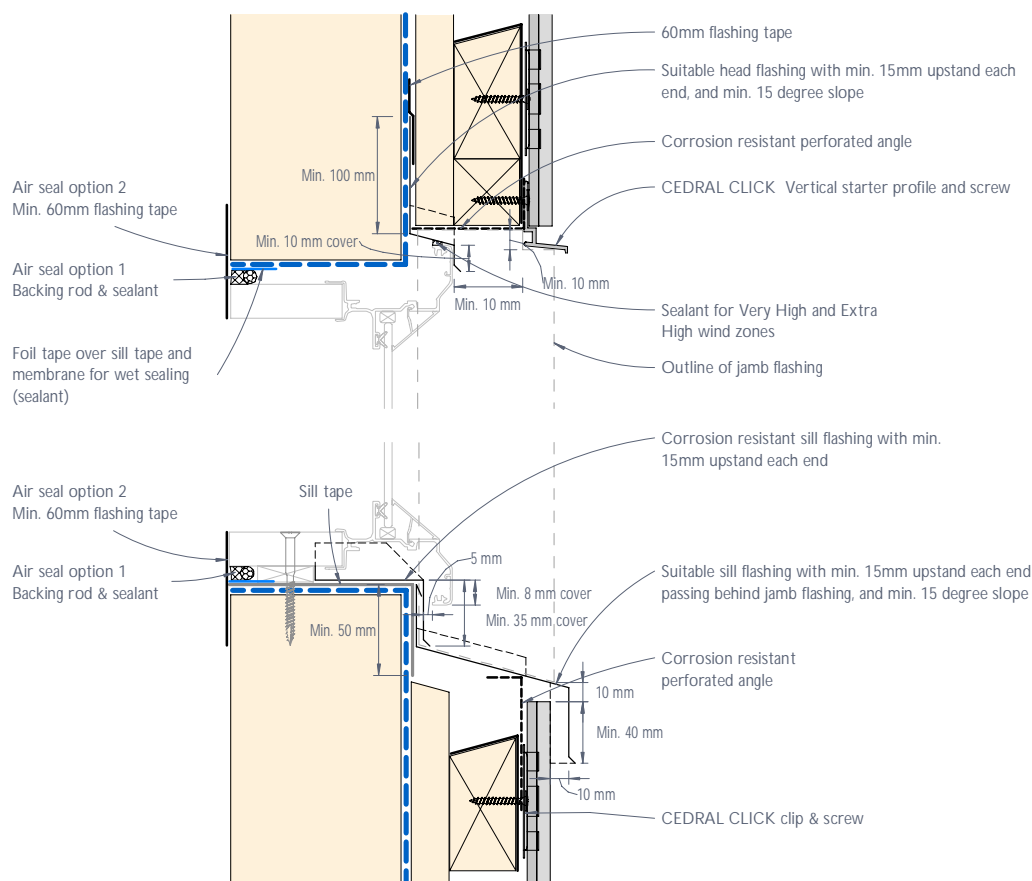 60mm flashing tape
Suitable head flashing with min. 15mm upstand each
end, and min. 15 degree slope
Corrosion resistant perforated angle
CEDRAL CLICK Vertical starter profile and screw
Min. 100 mm
Air seal option 2
Min. 60mm flashing tape
Min. 10 mm cover
Air seal option 1
Backing rod & sealant
Min. 10 mm
Min. 10 mm
Sealant for Very High and Extra
High wind zones
Foil tape over sill tape and
membrane for wet sealing
(sealant)
Outline of jamb flashing
Corrosion resistant sill flashing with min.
15mm upstand each end
Air seal option 2
Min. 60mm flashing tape
Sill tape
5 mm
Air seal option 1
Backing rod & sealant
Suitable sill flashing with min. 15mm upstand each end
passing behind jamb flashing, and min. 15 degree slope
Min. 8 mm cover
Min. 35 mm cover
Min. 50 mm
Corrosion resistant
perforated angle
10 mm
Min. 40 mm
10 mm
CEDRAL CLICK clip & screw